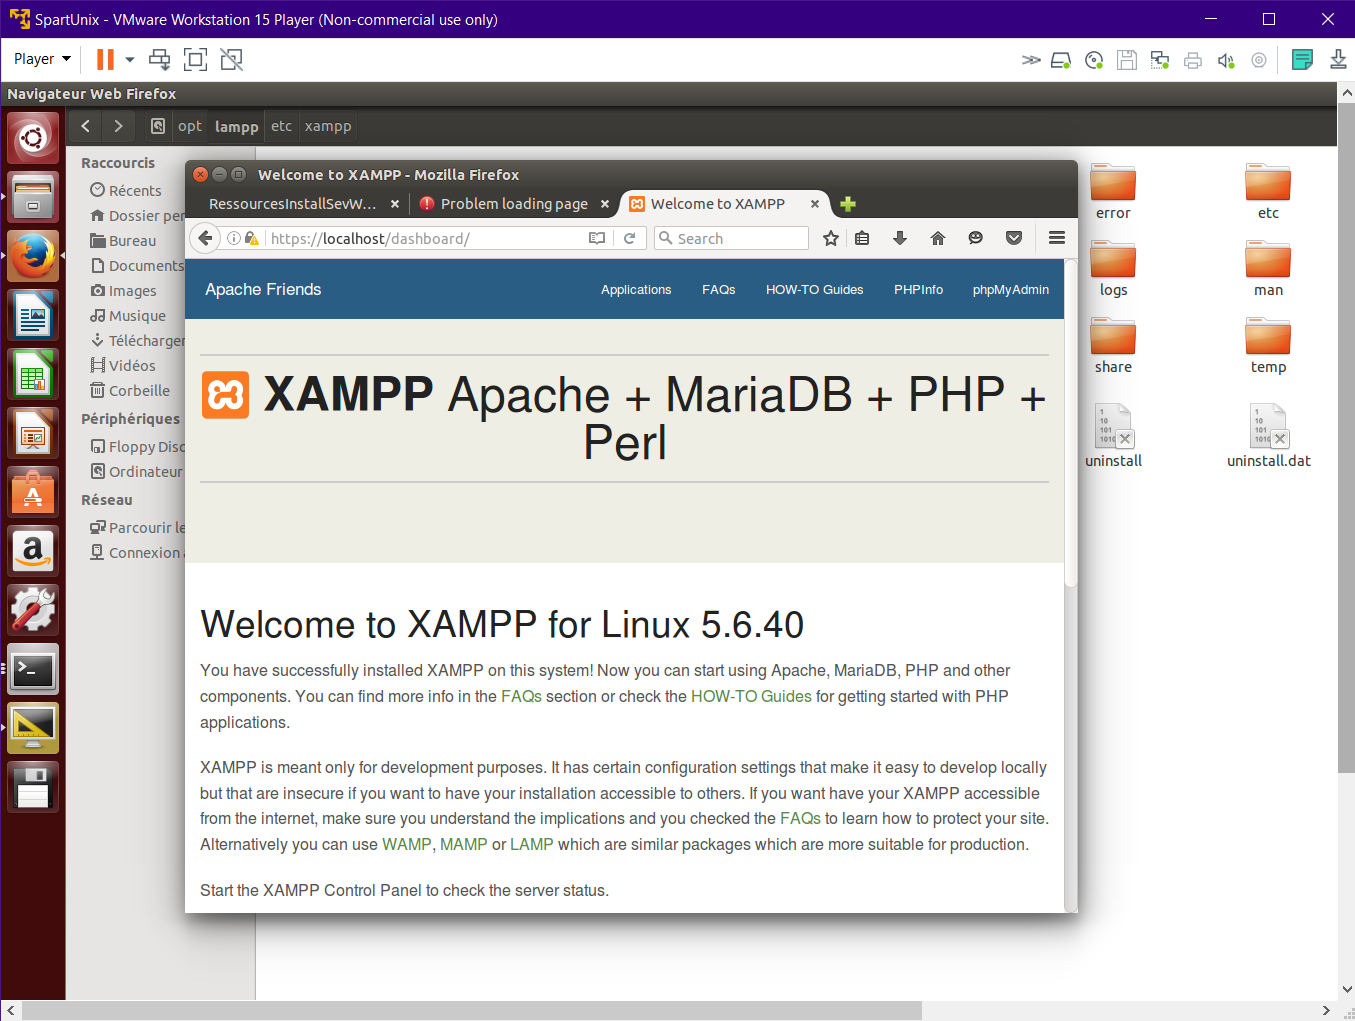 SpartUnix - VMware Workstation 15 Player (Non-commercial use only)
Player
Navigateur Web Firefox
opt lampp etc xampp
Raccourcis
Récents
Dossier per
Bureau
Documents
Images
Musique
Télécharger
Vidéos
Corbeille
Périphériques
Floppy Disc
Ordinateur
Réseau
Parcourir le
Connexion a
Welcome to XAMPP - Mozilla Firefox
RessourcesInstallSevW... Problem loading page Welcome to XAMPP
https://localhost/dashboard/ Search
Apache Friends Applications FAQs HOW-TO Guides PHPInfo phpMyAdmin
XAMPP Apache + MariaDB + PHP +
Perl
Welcome to XAMPP for Linux 5.6.40
You have successfully installed XAMPP on this system! Now you can start using Apache, MariaDB, PHP and other
components. You can find more info in the FAQs section or check the HOW-TO Guides for getting started with PHP
applications.
XAMPP is meant only for development purposes. It has certain configuration settings that make it easy to develop locally
but that are insecure if you want to have your installation accessible to others. If you want have your XAMPP accessible
from the internet, make sure you understand the implications and you checked the FAQs to learn how to protect your site.
Alternatively you can use WAMP, MAMP or LAMP which are similar packages which are more suitable for production.
Start the XAMPP Control Panel to check the server status.
error etc
logs man
share temp
1
10
101
1010
1
10
101
1010
uninstall uninstall.dat